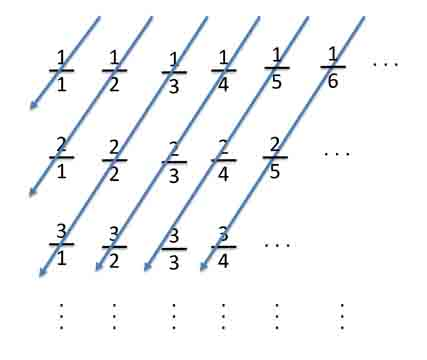 1/1 1/2 1/3 1/4 1/5 1/6 ...
2/1 2/2 2/3 2/4 2/5 ...
3/1 3/2 3/3 3/4 ...
⋮ ⋮ ⋮ ⋮ ⋮ ⋮